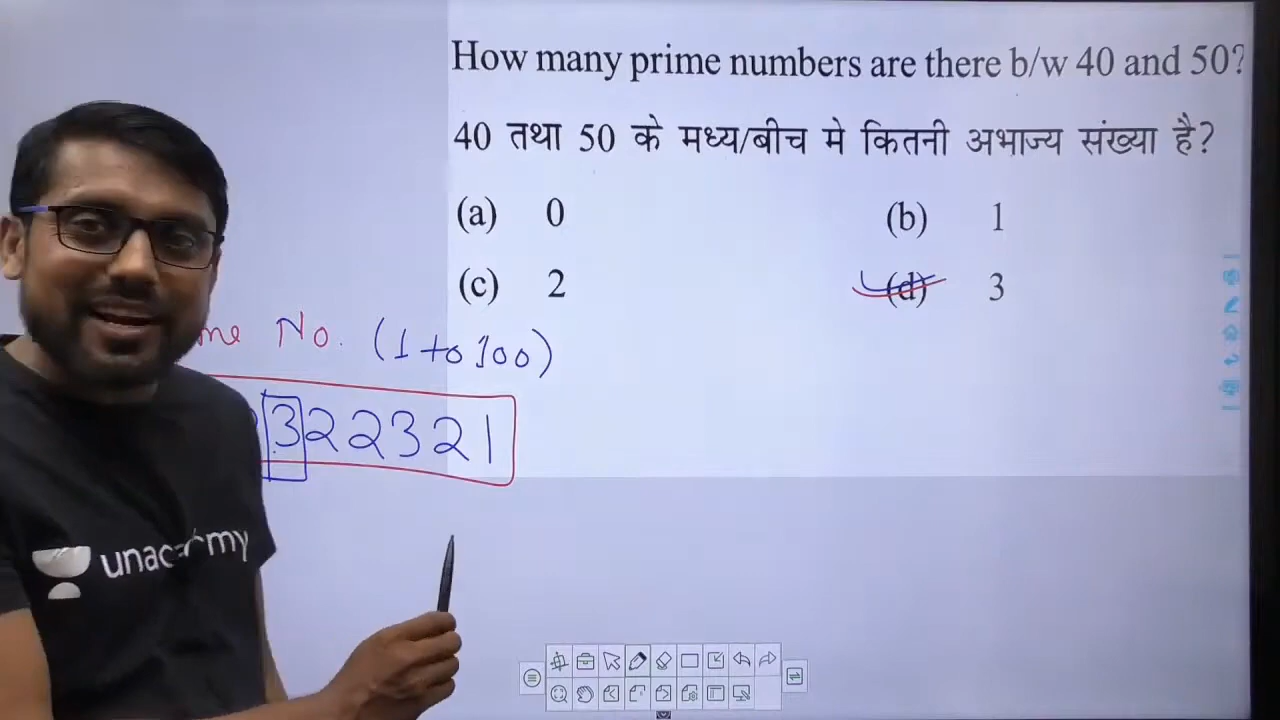 How many prime numbers are there b/w 40 and 50?
40 तथा 50 के मध्य/बीच मे कितनी अभाज्य संख्या है?
(a) 0 (b) 1
(c) 2 (d) 3
me No. (1 to 100)
3 2 2 3 2 1
unacademy